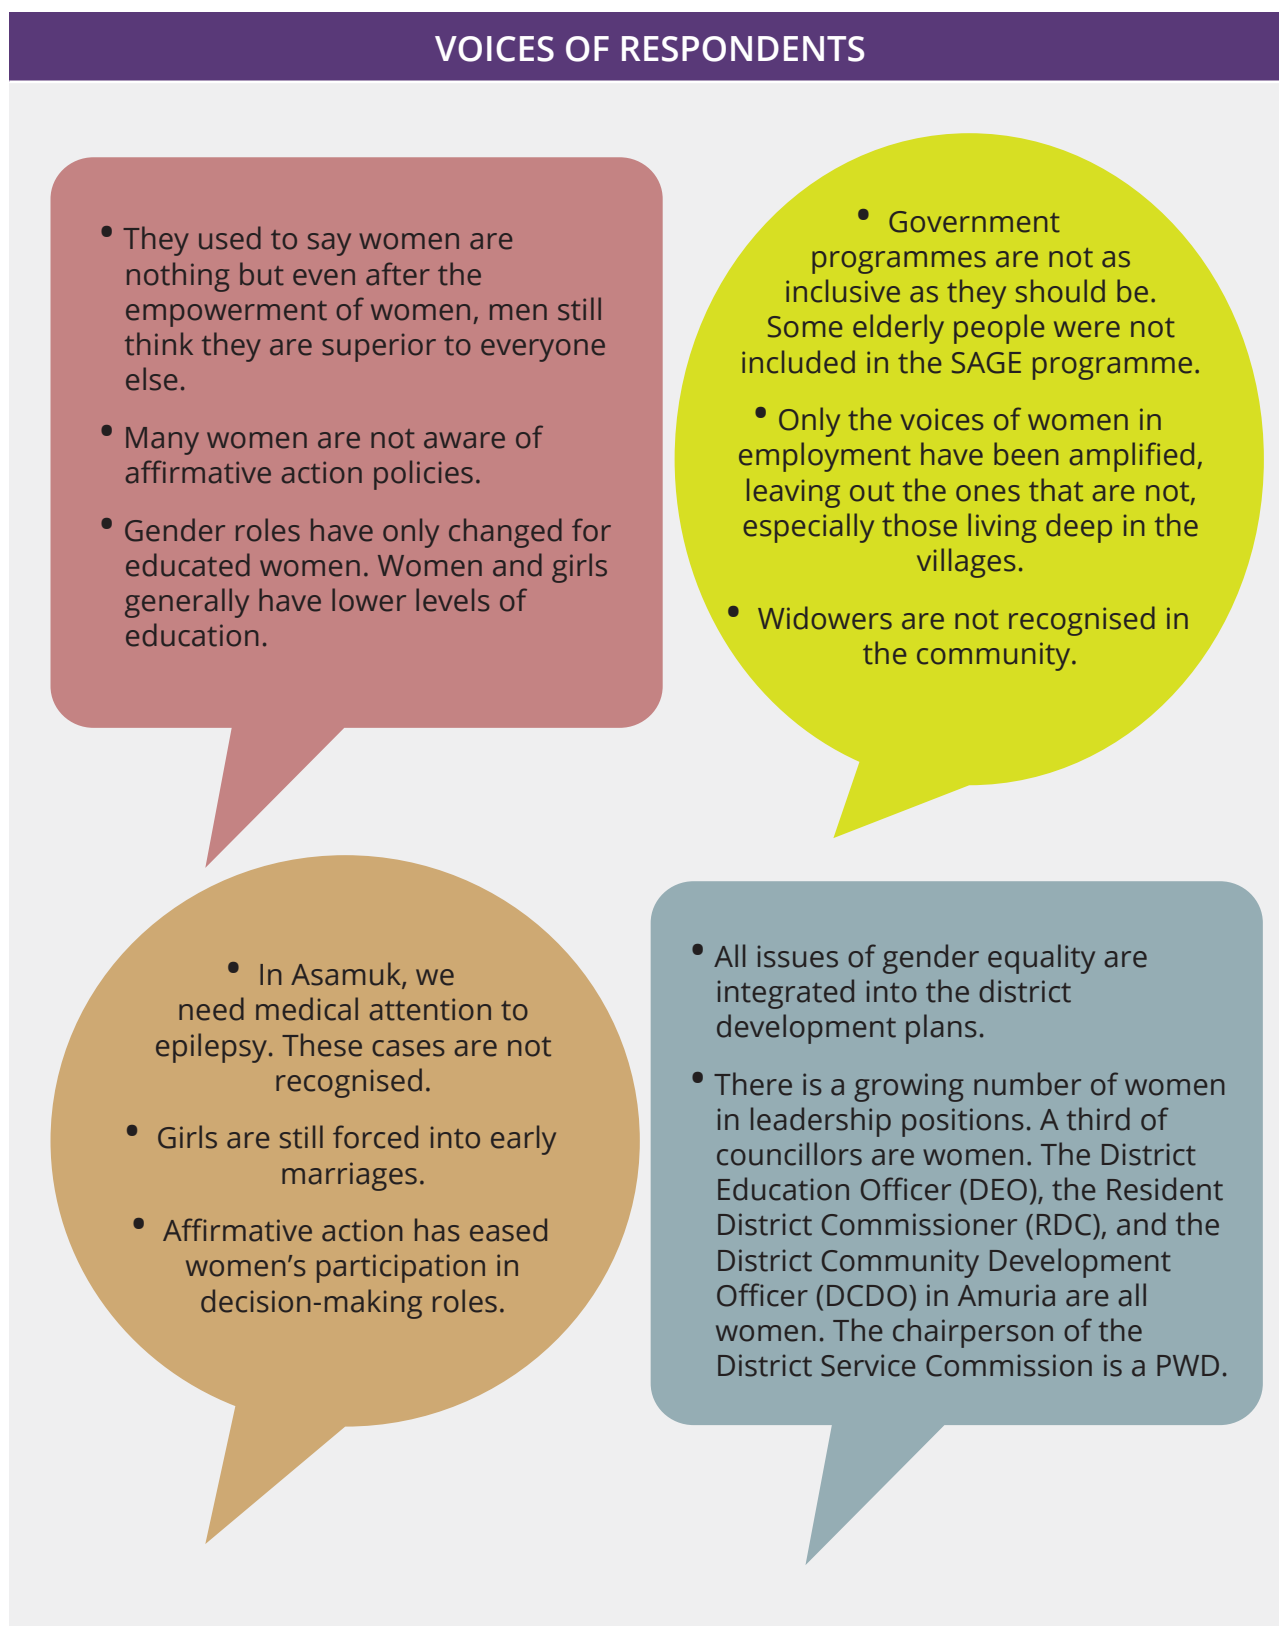 VOICES OF RESPONDENTS
• They used to say women are
nothing but even after the
empowerment of women, men still
think they are superior to everyone
else.
• Many women are not aware of
affirmative action policies.
• Gender roles have only changed for
educated women. Women and girls
generally have lower levels of
education.
• Government
programmes are not as
inclusive as they should be.
Some elderly people were not
included in the SAGE programme.
• Only the voices of women in
employment have been amplified,
leaving out the ones that are not,
especially those living deep in the
villages.
• Widowers are not recognised in
the community.
• In Asamuk, we
need medical attention to
epilepsy. These cases are not
recognised.
• Girls are still forced into early
marriages.
• Affirmative action has eased
women’s participation in
decision-making roles.
• All issues of gender equality are
integrated into the district
development plans.
• There is a growing number of women
in leadership positions. A third of
councillors are women. The District
Education Officer (DEO), the Resident
District Commissioner (RDC), and the
District Community Development
Officer (DCDO) in Amuria are all
women. The chairperson of the
District Service Commission is a PWD.